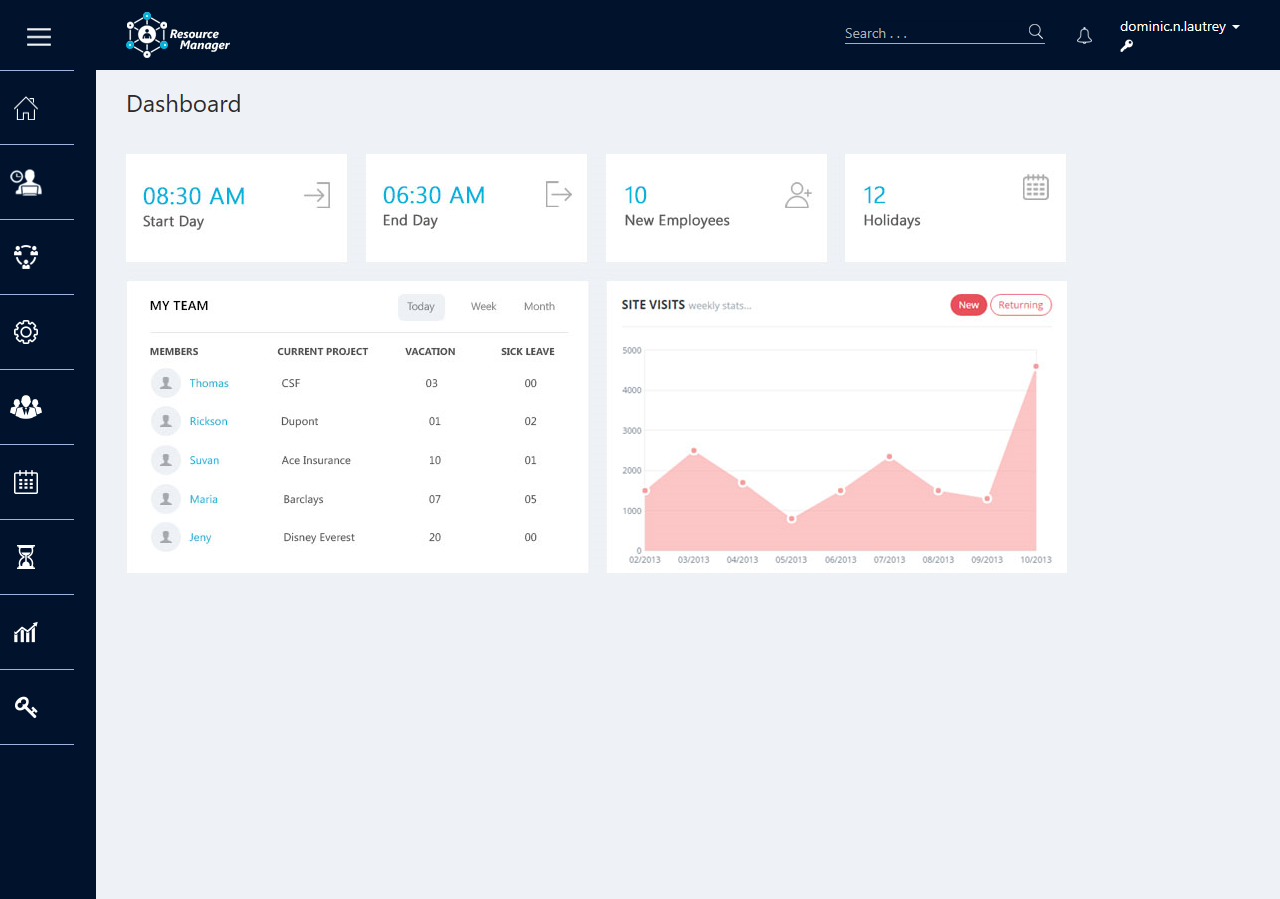 Resource
Manager
Search . . .
dominic.n.lautrey
Dashboard
08:30 AM
Start Day
06:30 AM
End Day
10
New Employees
12
Holidays
MY TEAM
Today Week Month
MEMBERS CURRENT PROJECT VACATION SICK LEAVE
Thomas CSF 03 00
Rickson Dupont 01 02
Suvan Ace Insurance 10 01
Maria Barclays 07 05
Jeny Disney Everest 20 00
SITE VISITS weekly stats...
New Returning
5000
4000
3000
2000
1000
0
02/2013 03/2013 04/2013 05/2013 06/2013 07/2013 08/2013 09/2013 10/2013